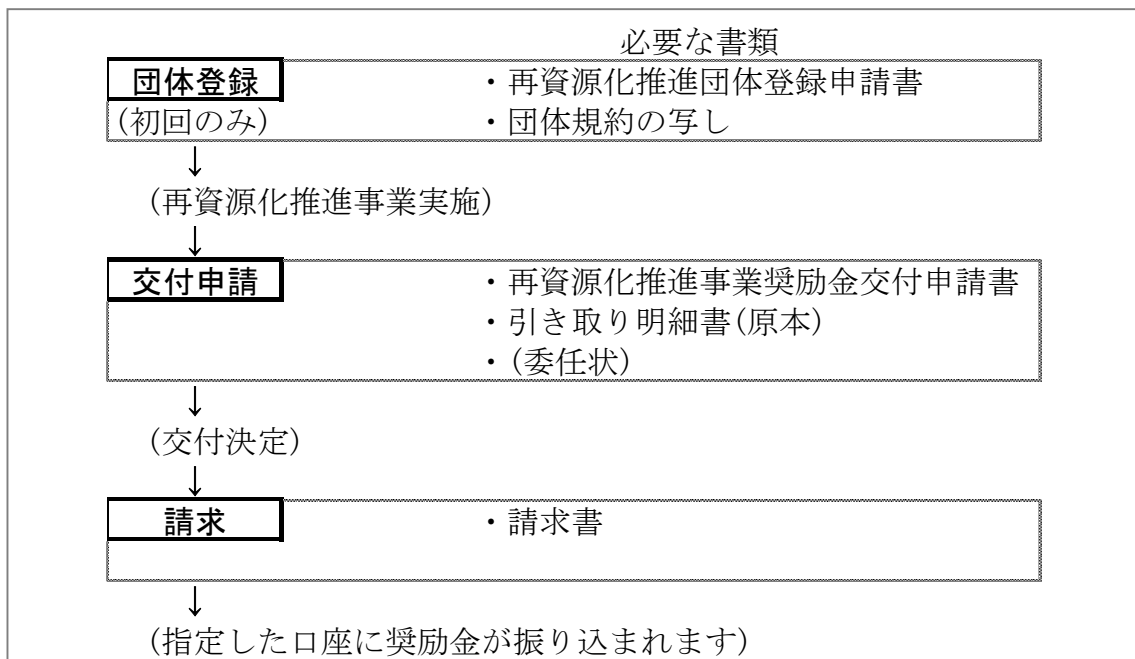 必要な書類
団体登録 ・再資源化推進団体登録申請書
(初回のみ) ・団体規約の写し
↓
(再資源化推進事業実施)
↓
交付申請 ・再資源化推進事業奨励金交付申請書
・引き取り明細書(原本)
・(委任状)
↓
(交付決定)
↓
請求 ・請求書
↓
(指定した口座に奨励金が振り込まれます)